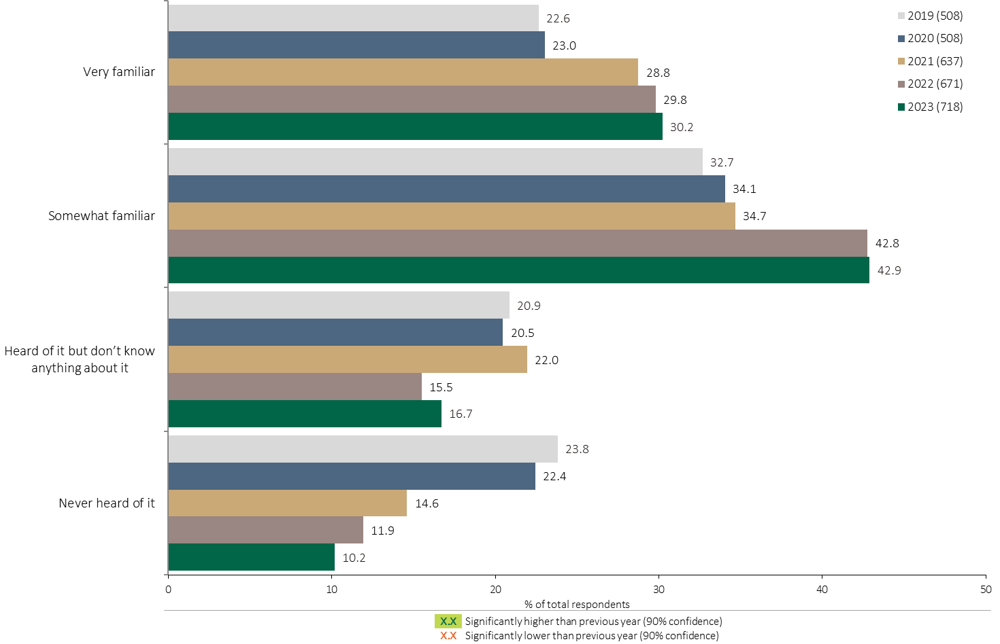 2019 (508)
2020 (508)
2021 (637)
2022 (671)
2023 (718)
Very familiar
22.6
23.0
28.8
29.8
30.2
Somewhat familiar
32.7
34.1
34.7
42.8
42.9
Heard of it but don’t know
anything about it
20.9
20.5
22.0
15.5
16.7
Never heard of it
23.8
22.4
14.6
11.9
10.2
0 10 20 30 40 50
% of total respondents
X.X Significantly higher than previous year (90% confidence)
X.X Significantly lower than previous year (90% confidence)